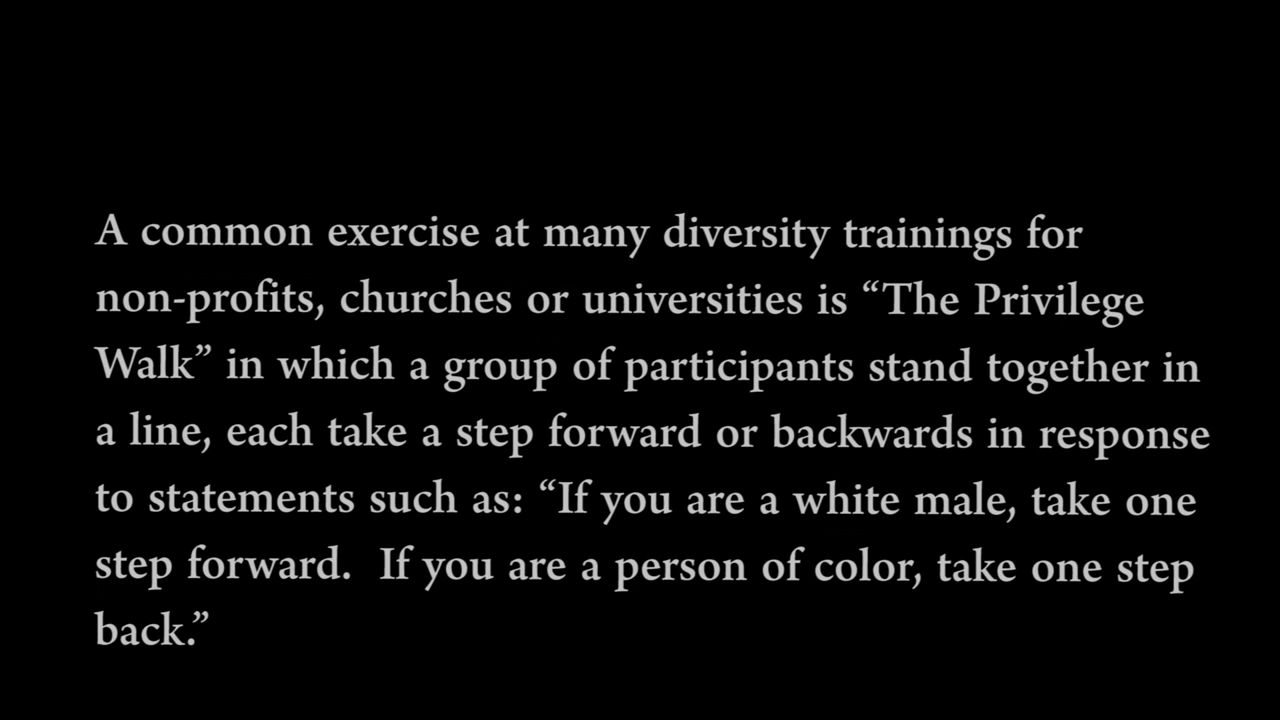 A common exercise at many diversity trainings for
non-profits, churches or universities is “The Privilege
Walk” in which a group of participants stand together in
a line, each take a step forward or backwards in response
to statements such as: “If you are a white male, take one
step forward.  If you are a person of color, take one step
back.”